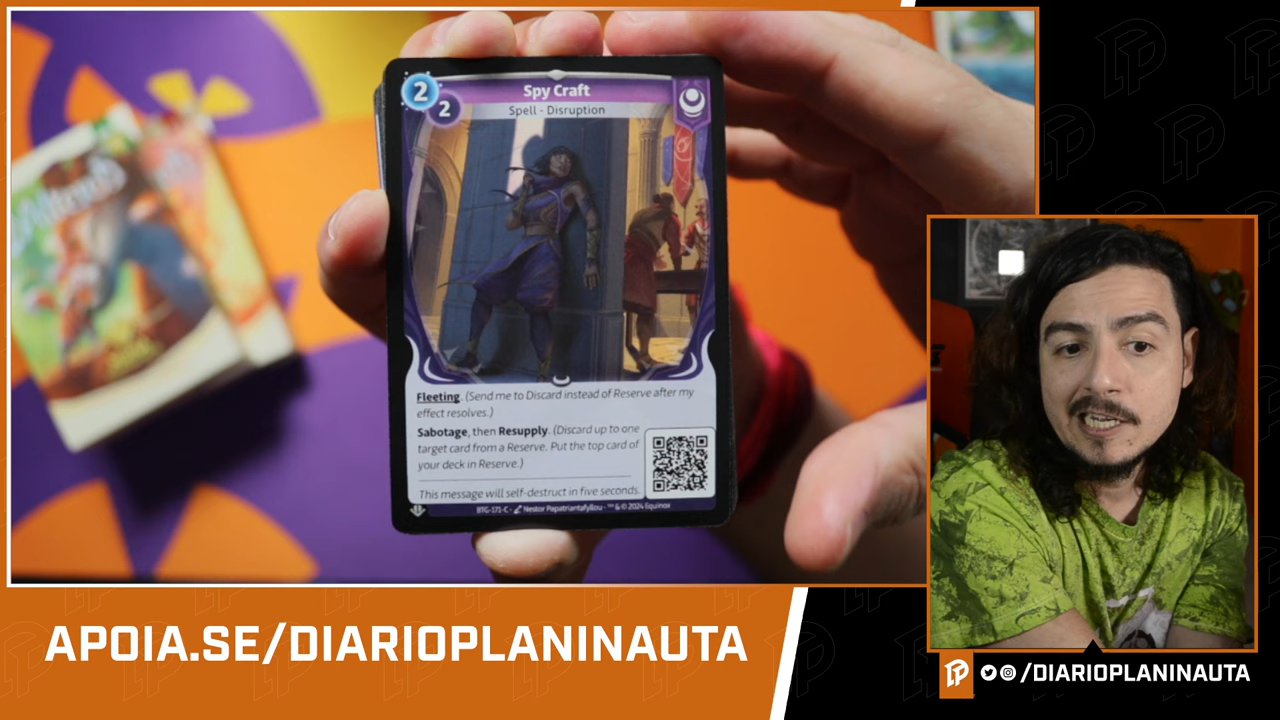 2
2
Spy Craft
Spell - Disruption
Fleeting. (Send me to Discard instead of Reserve after my
effect resolves.)
Sabotage, then Resupply. (Discard up to one
target card from a Reserve. Put the top card of
your deck in Reserve.)
This message will self-destruct in five seconds.
BTG-171-C - Nestor Papatriantafyllou - ™ & © 2024 Equinox
APOIA.SE/DIARIOPLANINAUTA
/DIARIOPLANINAUTA